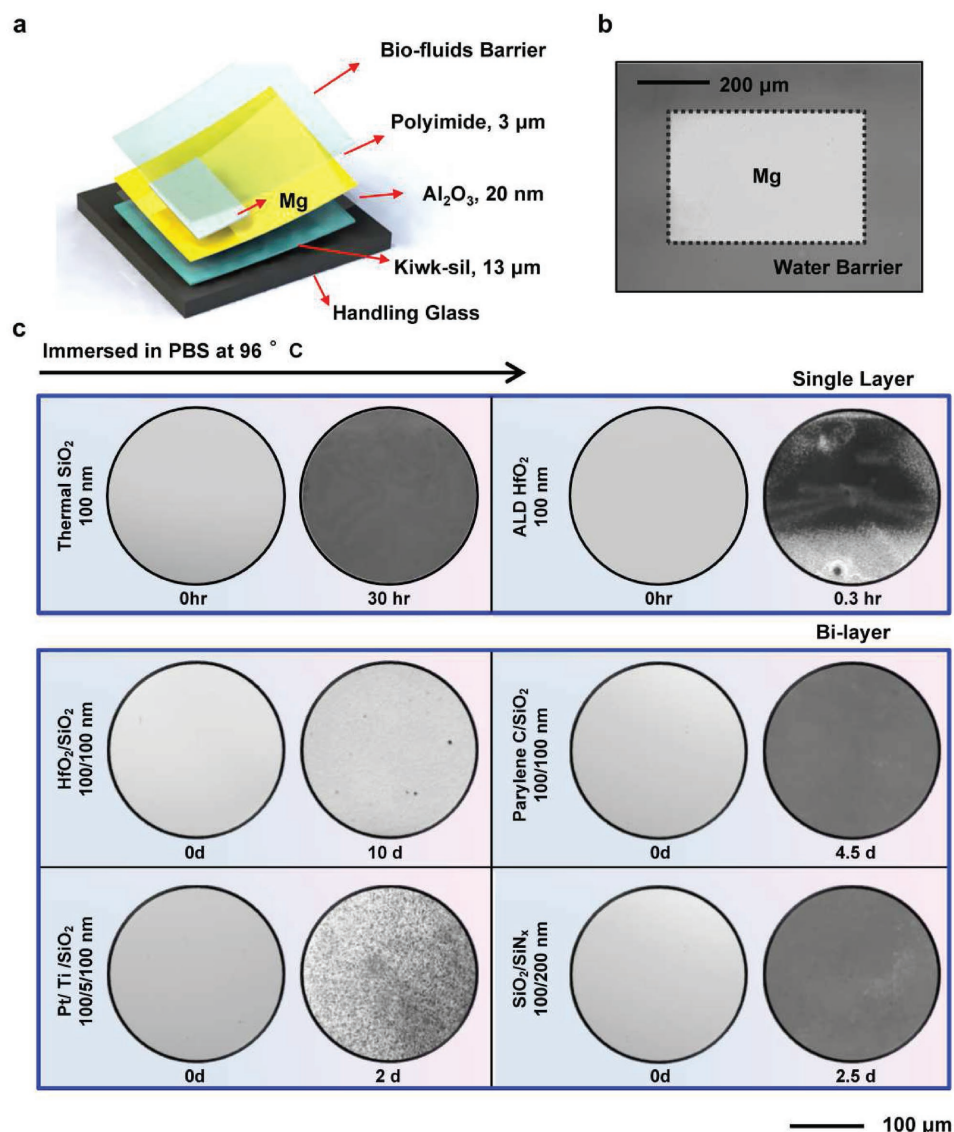 a
Bio-fluids Barrier
Polyimide, 3 µm
Mg
Al₂O₃, 20 nm
Kiwk-sil, 13 µm
Handling Glass
b
200 µm
Mg
Water Barrier
c
Immersed in PBS at 96 ° C
Single Layer
Thermal SiO₂
100 nm
0hr
30 hr
ALD HfO₂
100 nm
0hr
0.3 hr
Bi-layer
HfO₂/SiO₂
100/100 nm
0d
10 d
Parylene C/SiO₂
100/100 nm
0d
4.5 d
Pt/ Ti /SiO₂
100/5/100 nm
0d
2 d
SiO₂/SiNₓ
100/200 nm
0d
2.5 d
100 µm